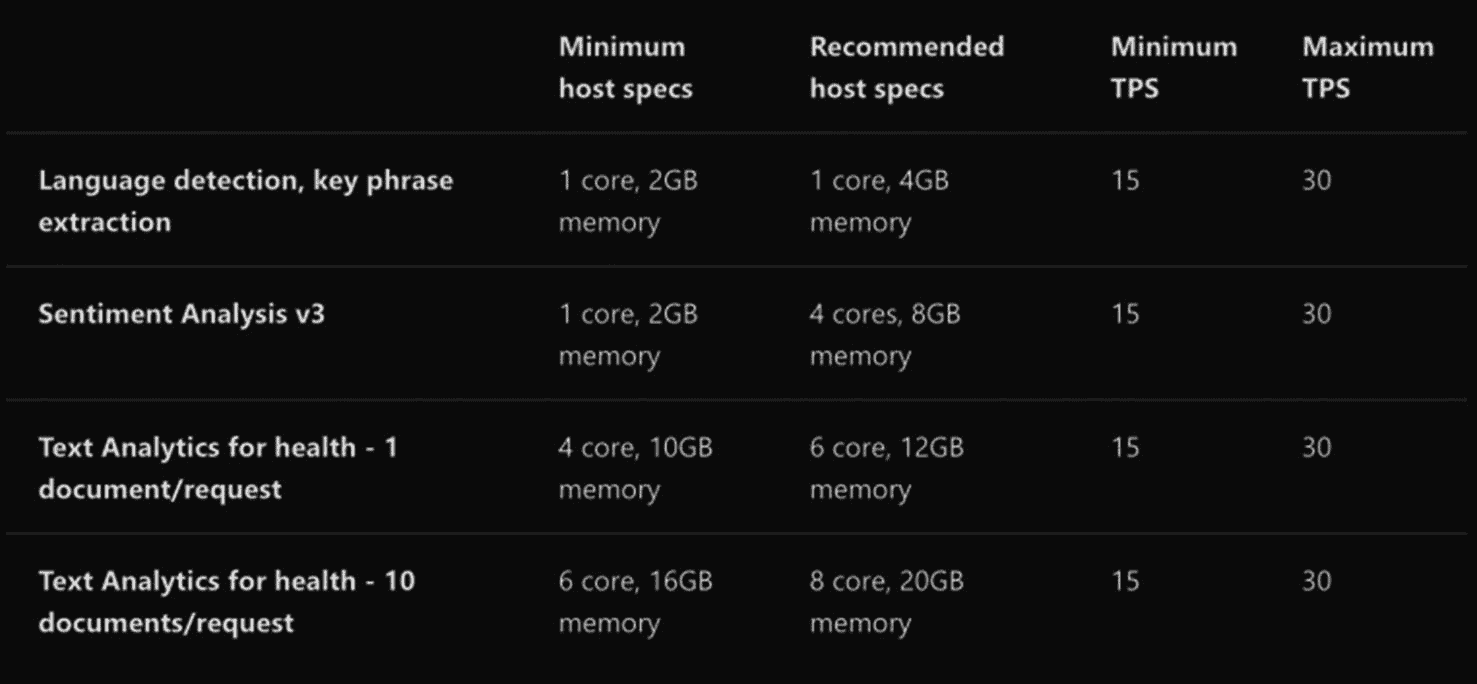 Minimum host specs Recommended host specs Minimum TPS Maximum TPS
Language detection, key phrase extraction 1 core, 2GB memory 1 core, 4GB memory 15 30
Sentiment Analysis v3 1 core, 2GB memory 4 cores, 8GB memory 15 30
Text Analytics for health - 1 document/request 4 core, 10GB memory 6 core, 12GB memory 15 30
Text Analytics for health - 10 documents/request 6 core, 16GB memory 8 core, 20GB memory 15 30